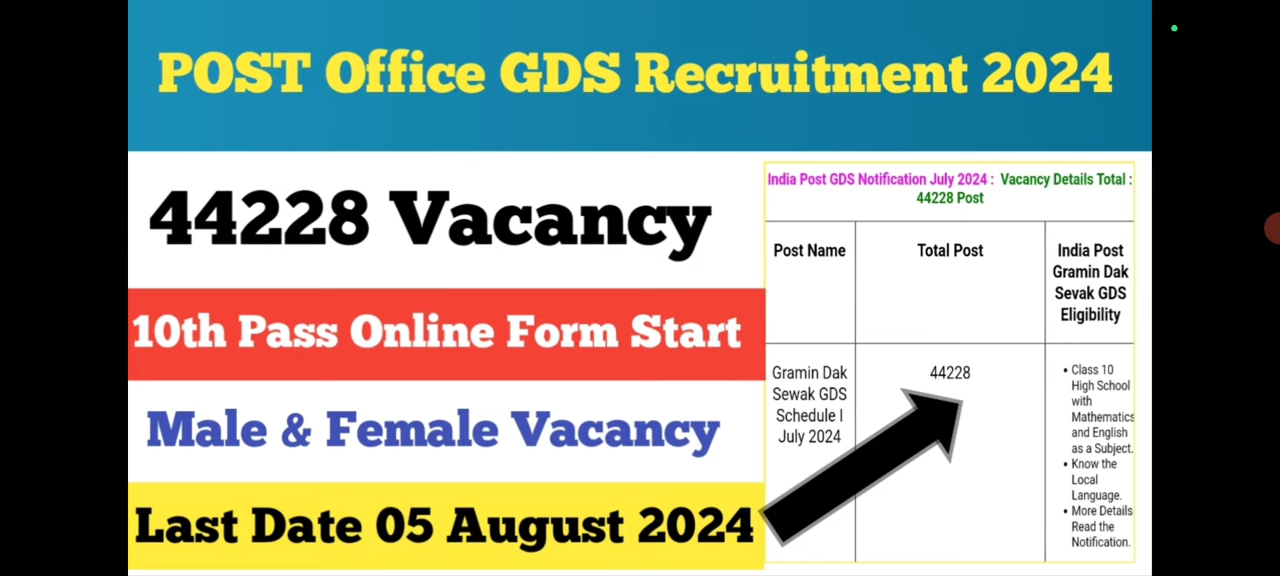 POST Office GDS Recruitment 2024
44228 Vacancy
10th Pass Online Form Start
Male & Female Vacancy
Last Date 05 August 2024
India Post GDS Notification July 2024 : Vacancy Details Total :
44228 Post
Post Name
Total Post
India Post
Gramin Dak
Sevak GDS
Eligibility
Gramin Dak
Sewak GDS
Schedule I
July 2024
44228
• Class 10
High School
with
Mathematics
and English
as a Subject.
• Know the
Local
Language.
• More Details
Read the
Notification.